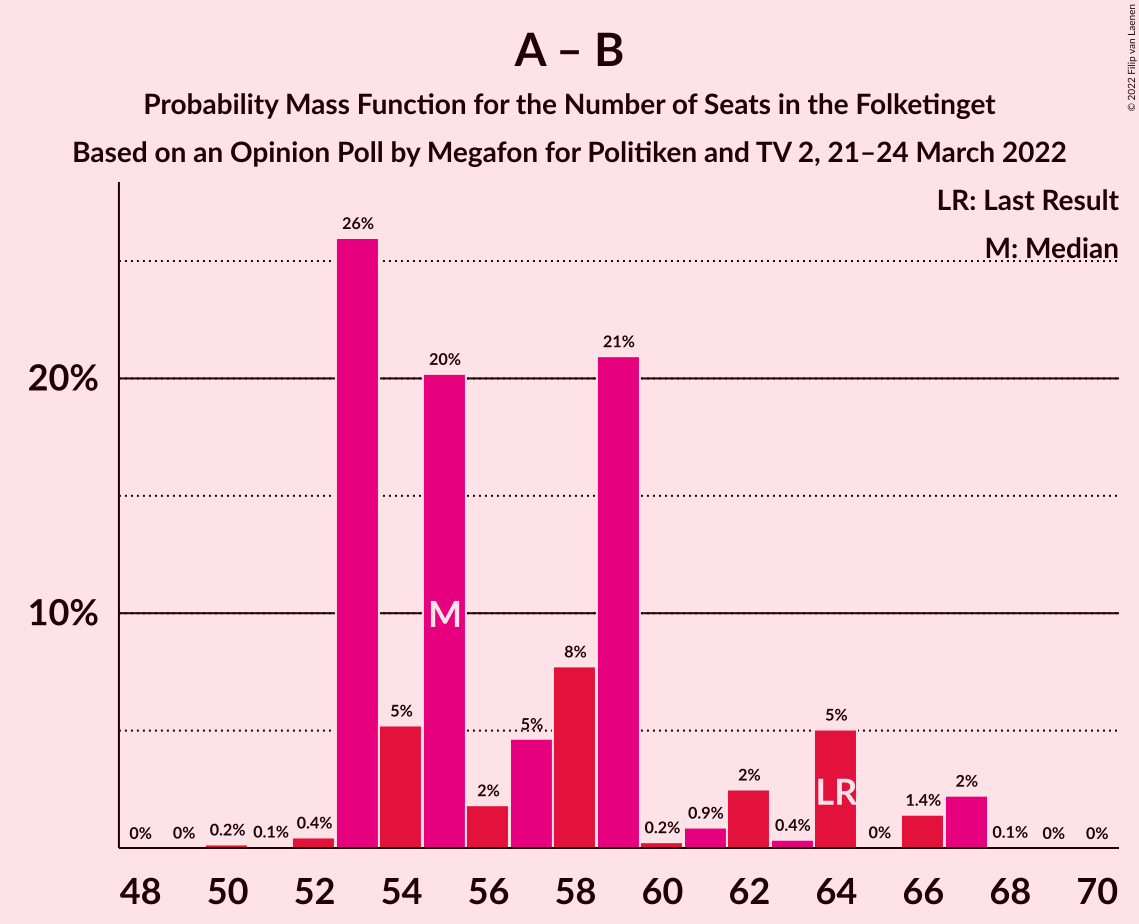 A – B
Probability Mass Function for the Number of Seats in the Folketinget
Based on an Opinion Poll by Megafon for Politiken and TV 2, 21–24 March 2022
© 2022 Filip van Laenen
LR: Last Result
M: Median
20%
10%
0%
0%
0.2%
0.1%
0.4%
26%
5%
20%
2%
5%
8%
21%
0.2%
0.9%
2%
0.4%
5%
0%
1.4%
2%
0.1%
0%
0%
M
LR
48 50 52 54 56 58 60 62 64 66 68 70